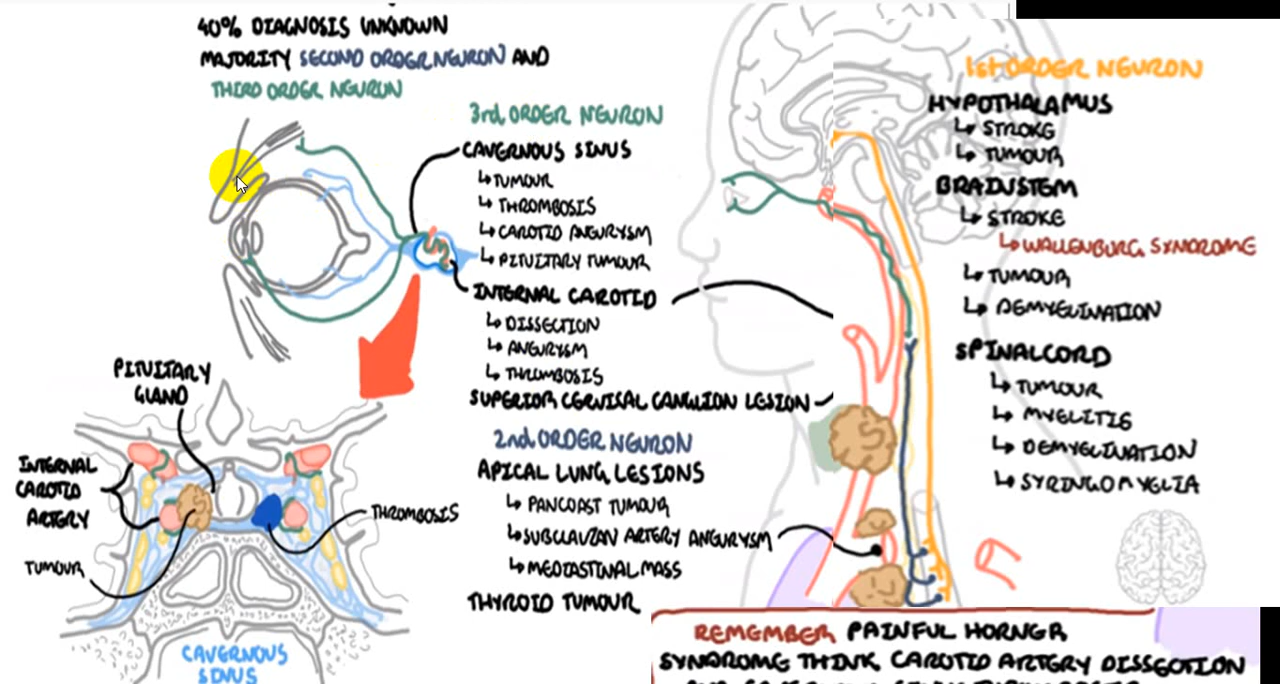 40% DIAGNOSIS UNKNOWN
MAJORITY SECOND ORDER NEURON AND
THIRD ORDER NEURON
3rd ORDER NEURON
CAVERNOUS SINUS
↳ TUMOUR
↳ THROMBOSIS
↳ CAROTID ANEURYSM
↳ PITUITARY TUMOUR
INTERNAL CAROTID
↳ DISSECTION
↳ ANEURYSM
↳ THROMBOSIS
SUPERIOR CERVICAL GANGLION LESION
2nd ORDER NEURON
APICAL LUNG LESIONS
↳ PANCOAST TUMOUR
↳ SUBCLAVIAN ARTERY ANEURYSM
↳ MEDIASTINAL MASS
THYROID TUMOUR
PITUITARY
GLAND
INTERNAL
CAROTID
ARTERY
TUMOUR
THROMBOSIS
CAVERNOUS
SINUS
1st ORDER NEURON
HYPOTHALAMUS
↳ STROKE
↳ TUMOUR
BRAINSTEM
↳ STROKE
↳ WALLENBURG SYNDROME
↳ TUMOUR
↳ DEMYELINATION
SPINALCORD
↳ TUMOUR
↳ MYELITIS
↳ DEMYELINATION
↳ SYRINGOMYELIA
REMEMBER PAINFUL HORNER
SYNDROME THINK CAROTID ARTERY DISSECTION